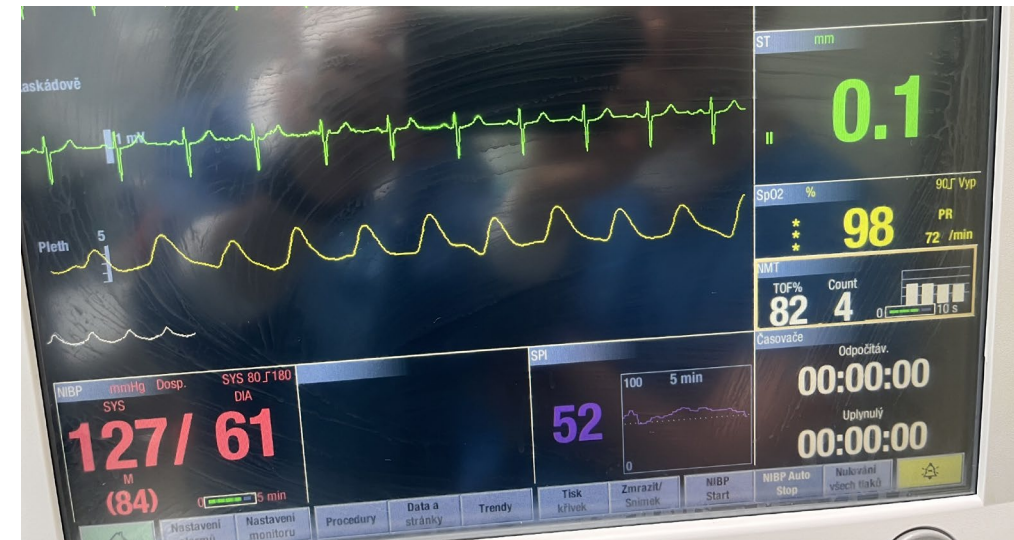 askádově
1 mV
Pleth
5
ST mm
II
0.1
SpO2 %
90 Vyp
98
PR
72 /min
NMT
TOF%
82
Count
4
0 10 s
Časovače
Odpočítáv.
00:00:00
Uplynulý
00:00:00
NIBP mmHg Dosp.
SYS 80 180
SYS
DIA
127/ 61
M
(84)
0 5 min
SPI
52
100 5 min
0
Nastavení
Nastavení
monitoru
Procedury
Data a
stránky
Trendy
Tisk
křivek
Zmrazit/
Snímek
NIBP
Start
NIBP Auto
Stop
Nulování
všech tlaků